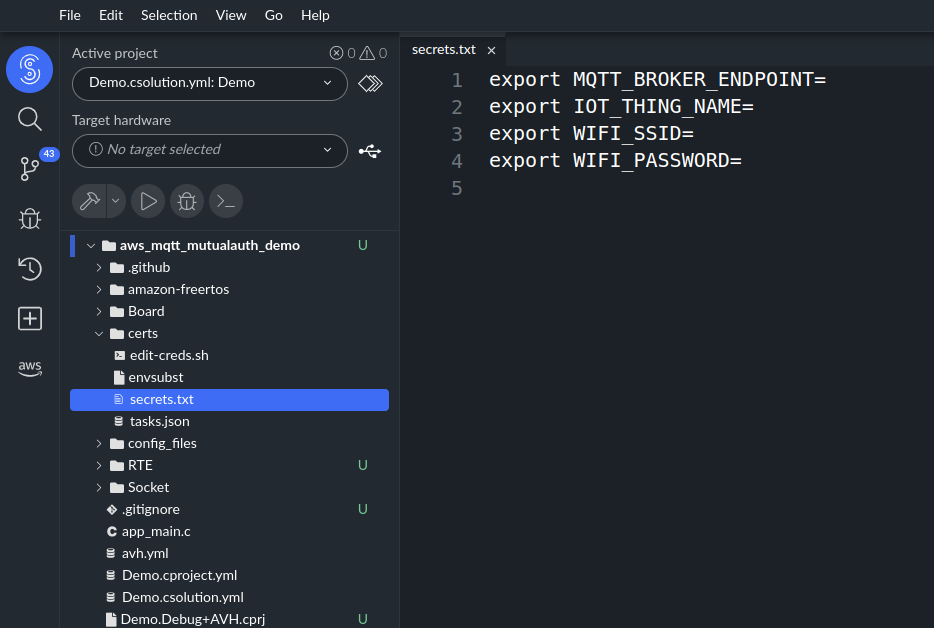 File Edit Selection View Go Help
Active project 0 0
Demo.csolution.yml: Demo
Target hardware
No target selected
43
aws
aws_mqtt_mutualauth_demo U
.github
amazon-freertos
Board
certs
edit-creds.sh
envsubst
secrets.txt
tasks.json
config_files
RTE U
Socket
.gitignore U
app_main.c
avh.yml
Demo.cproject.yml
Demo.csolution.yml
Demo.Debug+AVH.cprj U
secrets.txt ×
1 export MQTT_BROKER_ENDPOINT=
2 export IOT_THING_NAME=
3 export WIFI_SSID=
4 export WIFI_PASSWORD=
5